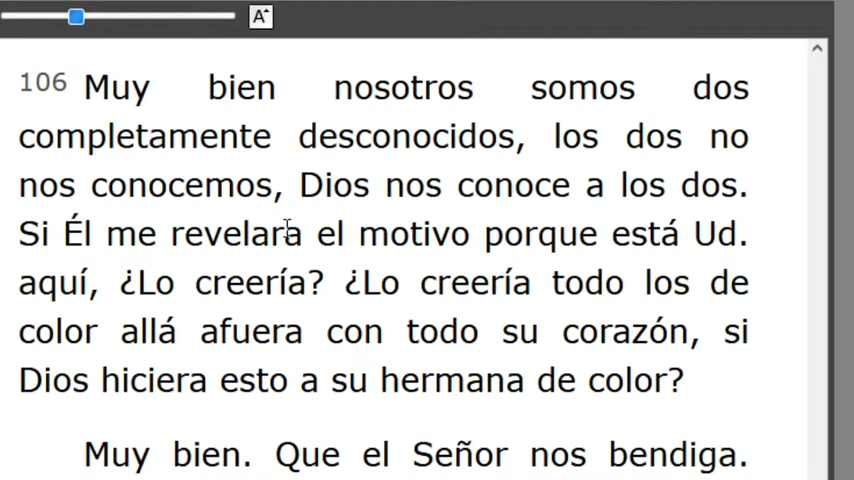 A
106 Muy bien nosotros somos dos
completamente desconocidos, los dos no
nos conocemos, Dios nos conoce a los dos.
Si Él me revelara el motivo porque está Ud.
aquí, ¿Lo creería? ¿Lo creería todo los de
color allá afuera con todo su corazón, si
Dios hiciera esto a su hermana de color?
Muy bien. Que el Señor nos bendiga.